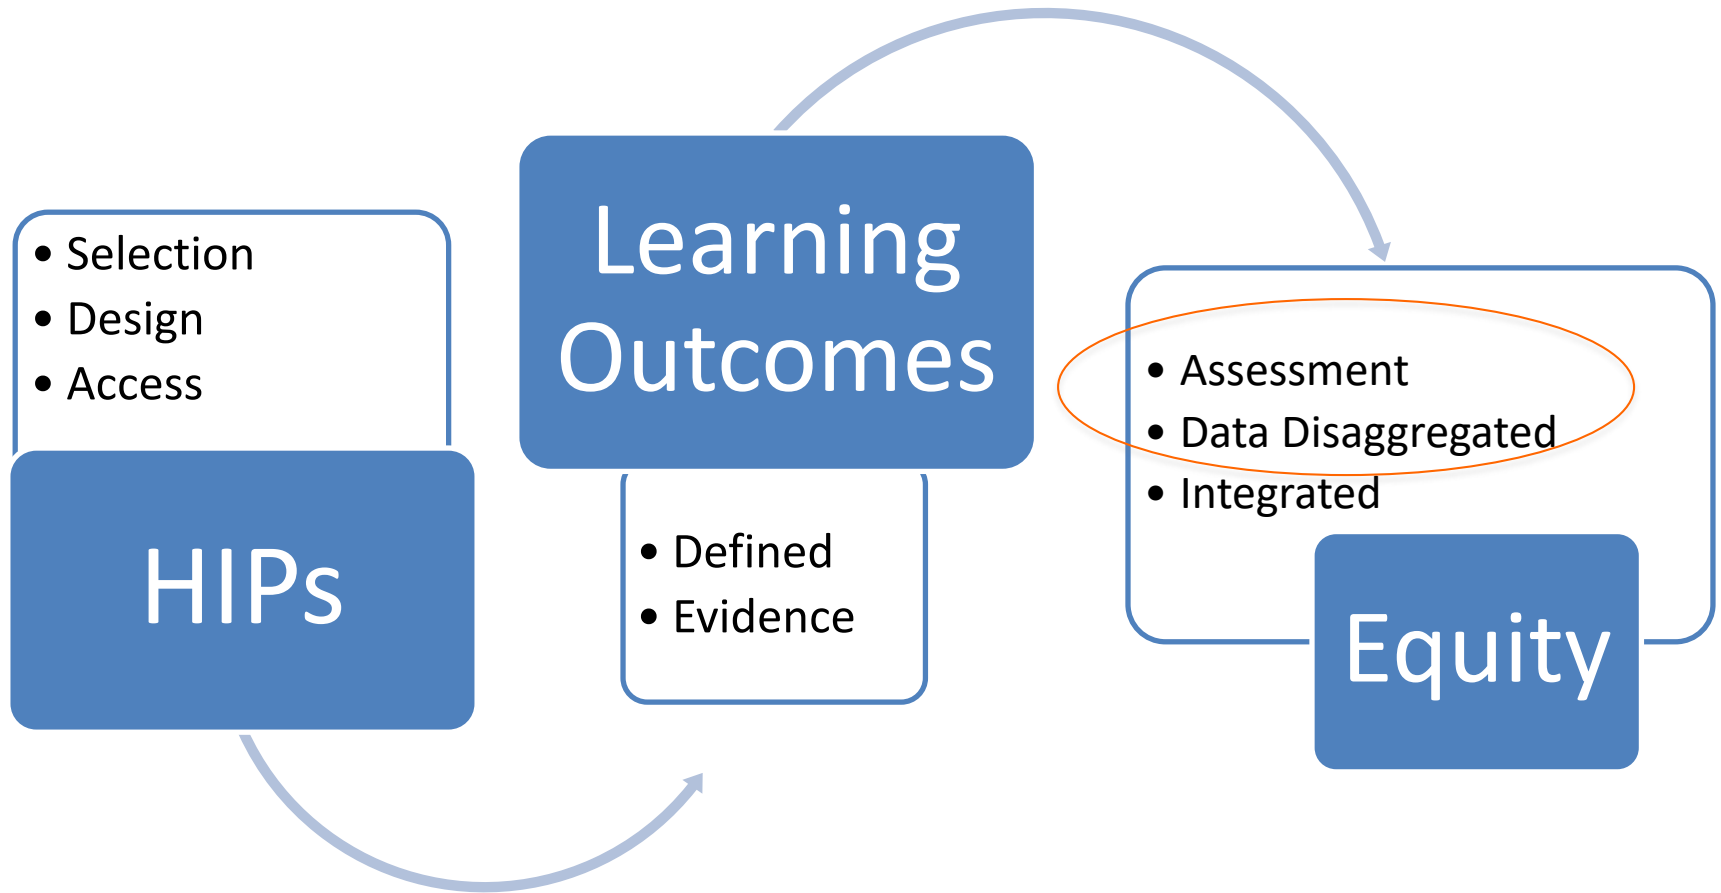 • Selection
• Design
• Access
HIPs
Learning
Outcomes
• Defined
• Evidence
• Assessment
• Data Disaggregated
• Integrated
Equity